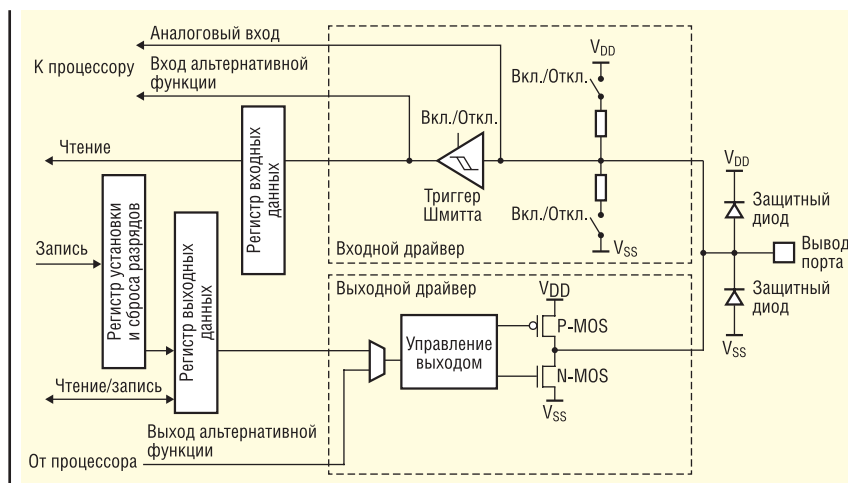 Аналоговый вход
К процессору
Вход альтернативной
функции
Чтение
Регистр входных
данных
Вкл./Откл.
Триггер
Шмитта
VDD
Вкл./Откл.
Вкл./Откл.
VSS
Входной драйвер
VDD
Защитный
диод
Вывод
порта
Защитный
диод
VSS
Запись
Регистр установки
и сброса разрядов
Регистр выходных
данных
Чтение/запись
Выходной драйвер
Управление
выходом
VDD
P-MOS
N-MOS
VSS
Выход альтернативной
функции
От процессора